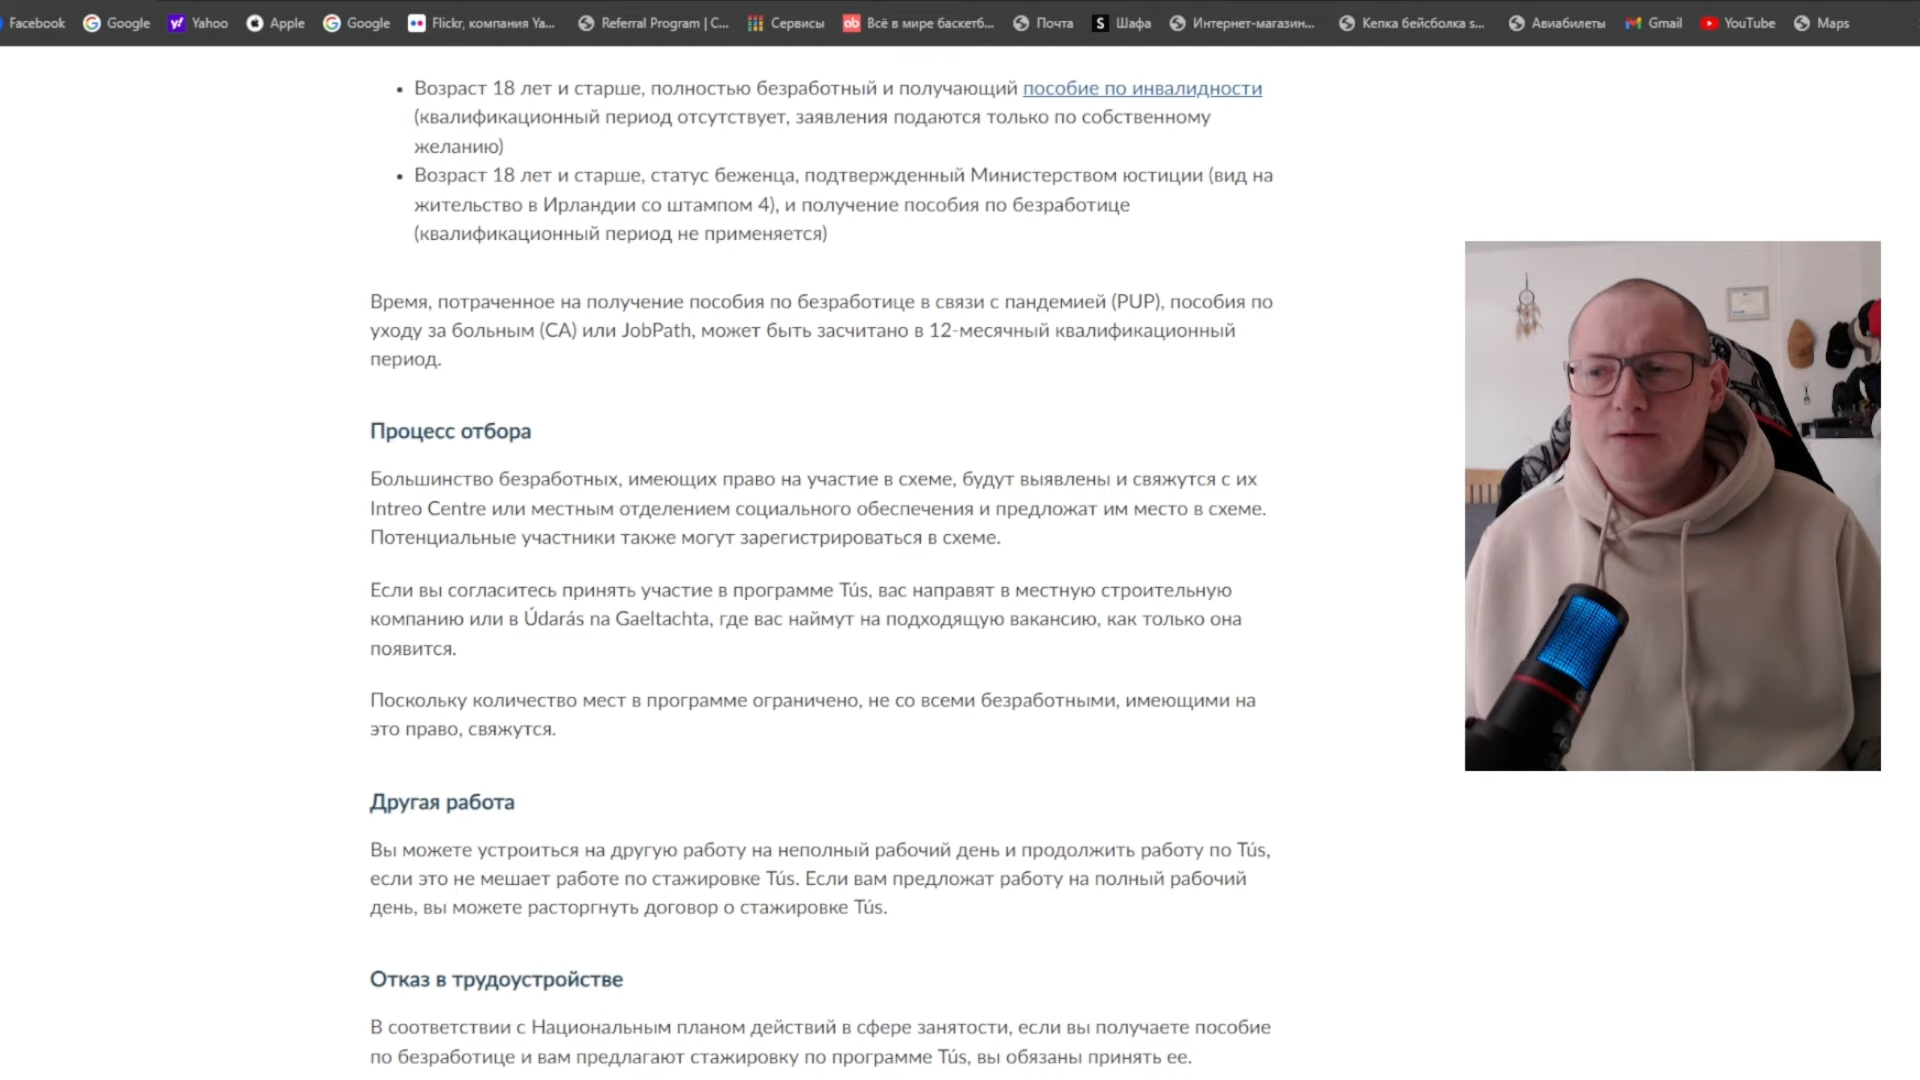 Facebook Google Yahoo Apple Google Flickr, компания Ya... Referral Program | C... Сервисы Всё в мире баскетб... Почта Шафа Интернет-магазин... Кепка бейсболка s... Авиабилеты Gmail YouTube Maps
• Возраст 18 лет и старше, полностью безработный и получающий пособие по инвалидности
(квалификационный период отсутствует, заявления подаются только по собственному
желанию)
• Возраст 18 лет и старше, статус беженца, подтвержденный Министерством юстиции (вид на
жительство в Ирландии со штампом 4), и получение пособия по безработице
(квалификационный период не применяется)
Время, потраченное на получение пособия по безработице в связи с пандемией (PUP), пособия по
уходу за больным (CA) или JobPath, может быть засчитано в 12-месячный квалификационный
период.
Процесс отбора
Большинство безработных, имеющих право на участие в схеме, будут выявлены и свяжутся с их
Intreo Centre или местным отделением социального обеспечения и предложат им место в схеме.
Потенциальные участники также могут зарегистрироваться в схеме.
Если вы согласитесь принять участие в программе Tús, вас направят в местную строительную
компанию или в Údarás na Gaeltachta, где вас наймут на подходящую вакансию, как только она
появится.
Поскольку количество мест в программе ограничено, не со всеми безработными, имеющими на
это право, свяжутся.
Другая работа
Вы можете устроиться на другую работу на неполный рабочий день и продолжить работу по Tús,
если это не мешает работе по стажировке Tús. Если вам предложат работу на полный рабочий
день, вы можете расторгнуть договор о стажировке Tús.
Отказ в трудоустройстве
В соответствии с Национальным планом действий в сфере занятости, если вы получаете пособие
по безработице и вам предлагают стажировку по программе Tús, вы обязаны принять ее.